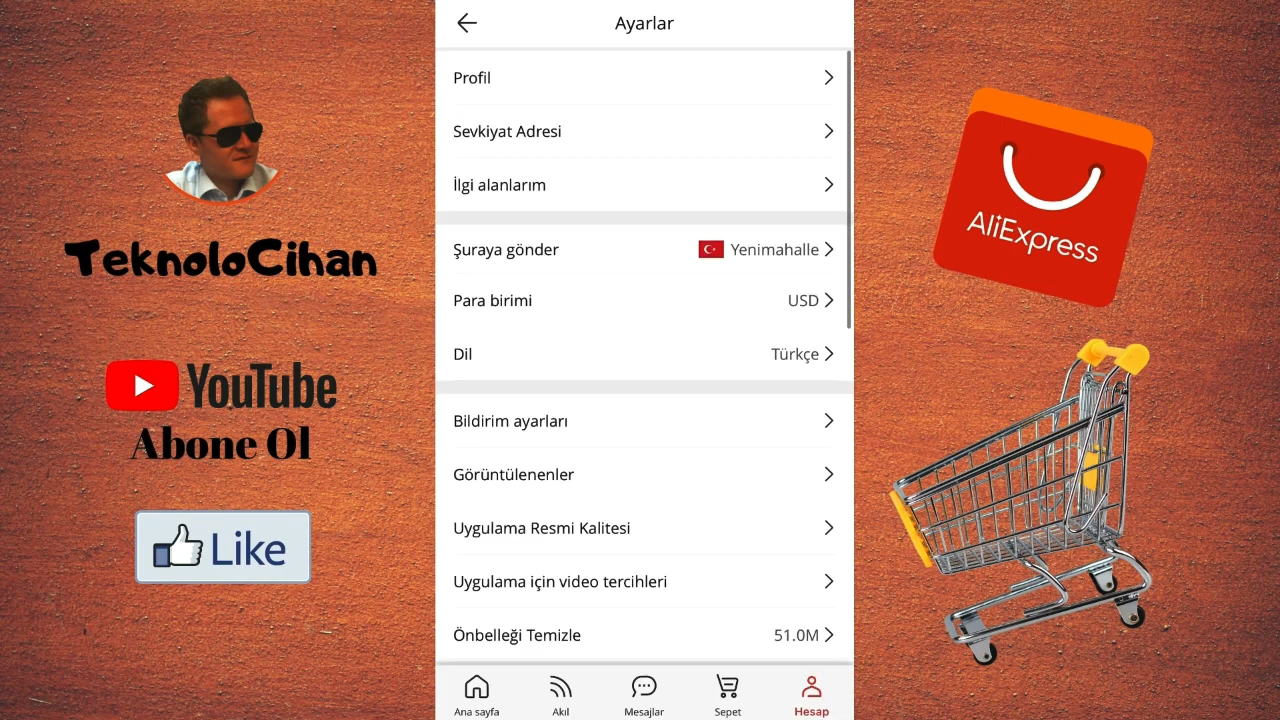 TeknoloCihan
YouTube
Abone Ol
Like
Ayarlar
Profil
Sevkiyat Adresi
İlgi alanlarım
Şuraya gönder Yenimahalle
Para birimi USD
Dil Türkçe
Bildirim ayarları
Görüntülenenler
Uygulama Resmi Kalitesi
Uygulama için video tercihleri
Önbelleği Temizle 51.0M
Ana sayfa Akıl Mesajlar Sepet Hesap
AliExpress